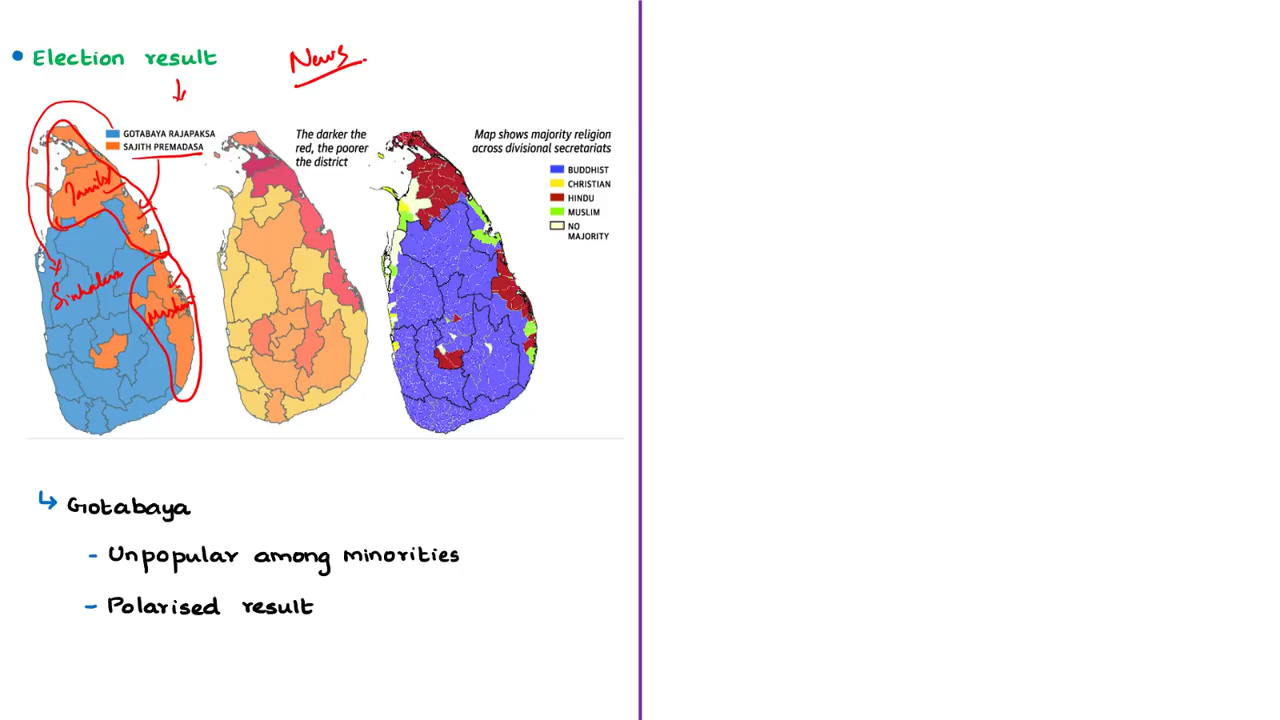 Election result
News
GOTABAYA RAJAPAKSA
SAJITH PREMADASA
The darker the
red, the poorer
the district
Map shows majority religion
across divisional secretariats
BUDDHIST
CHRISTIAN
HINDU
MUSLIM
NO
MAJORITY
Tamils
Sinhalese
Muslims
Gotabaya
- Unpopular among minorities
- Polarised result